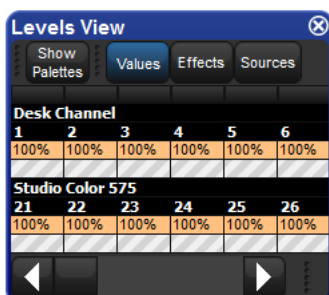 Levels View
Show Palettes Values Effects Sources
Desk Channel
1 2 3 4 5 6
100% 100% 100% 100% 100% 100%
Studio Color 575
21 22 23 24 25 26
100% 100% 100% 100% 100% 100%